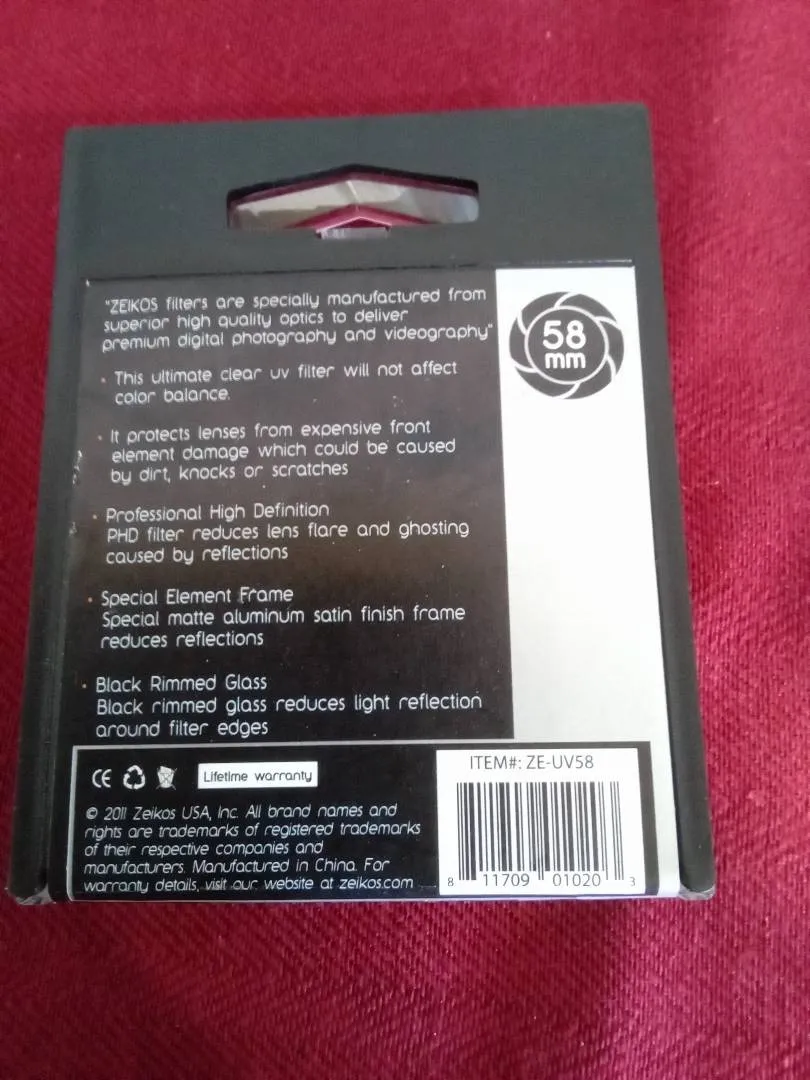 "ZEIKOS filters are specially manufactured from
superior high quality optics to deliver
premium digital photography and videography"
• This ultimate clear uv filter will not affect
color balance.
• It protects lenses from expensive front
element damage which could be caused
by dirt, knocks or scratches
• Professional High Definition
PHD filter reduces lens flare and ghosting
caused by reflections
• Special Element Frame
Special matte aluminum satin finish frame
reduces reflections
• Black Rimmed Glass
Black rimmed glass reduces light reflection
around filter edges
58
mm
CE
Lifetime warranty
© 2011 Zeikos USA, Inc. All brand names and
rights are trademarks of registered trademarks
of their respective companies and
manufacturers. Manufactured in China. For
warranty details, visit our website at zeikos.com
ITEM#: ZE-UV58
8 11709 01020 3